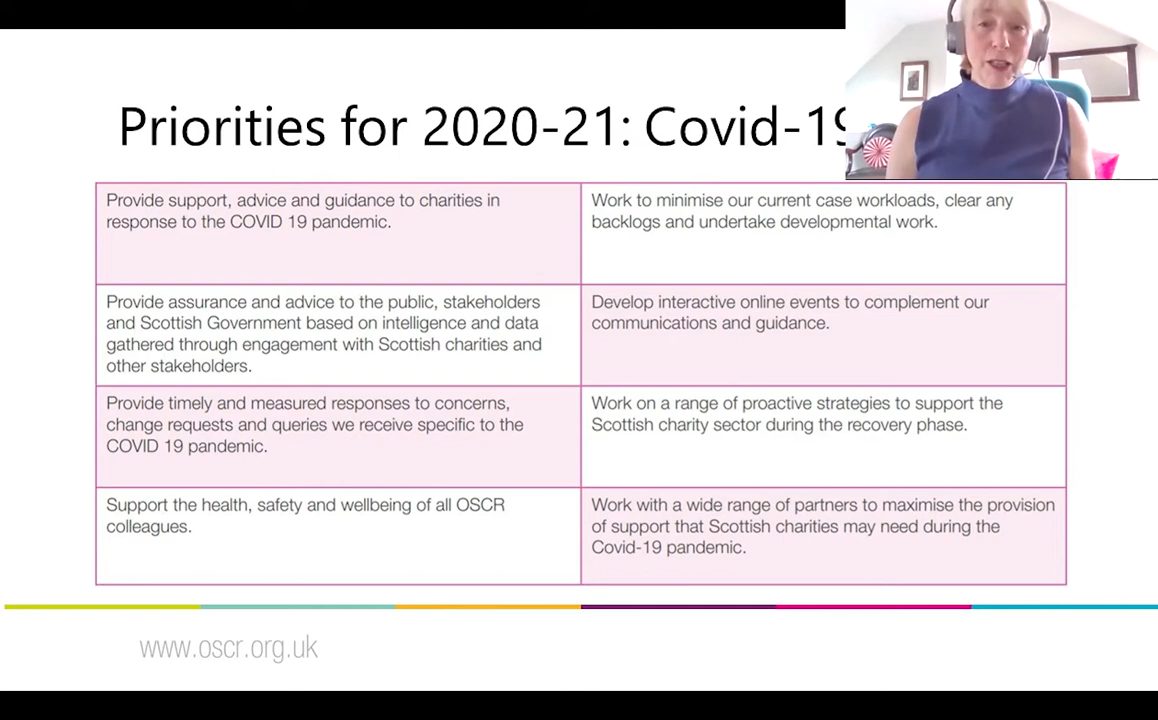 Priorities for 2020-21: Covid-19
Provide support, advice and guidance to charities in
response to the COVID 19 pandemic.
Work to minimise our current case workloads, clear any
backlogs and undertake developmental work.
Provide assurance and advice to the public, stakeholders
and Scottish Government based on intelligence and data
gathered through engagement with Scottish charities and
other stakeholders.
Develop interactive online events to complement our
communications and guidance.
Provide timely and measured responses to concerns,
change requests and queries we receive specific to the
COVID 19 pandemic.
Work on a range of proactive strategies to support the
Scottish charity sector during the recovery phase.
Support the health, safety and wellbeing of all OSCR
colleagues.
Work with a wide range of partners to maximise the provision
of support that Scottish charities may need during the
Covid-19 pandemic.
www.oscr.org.uk